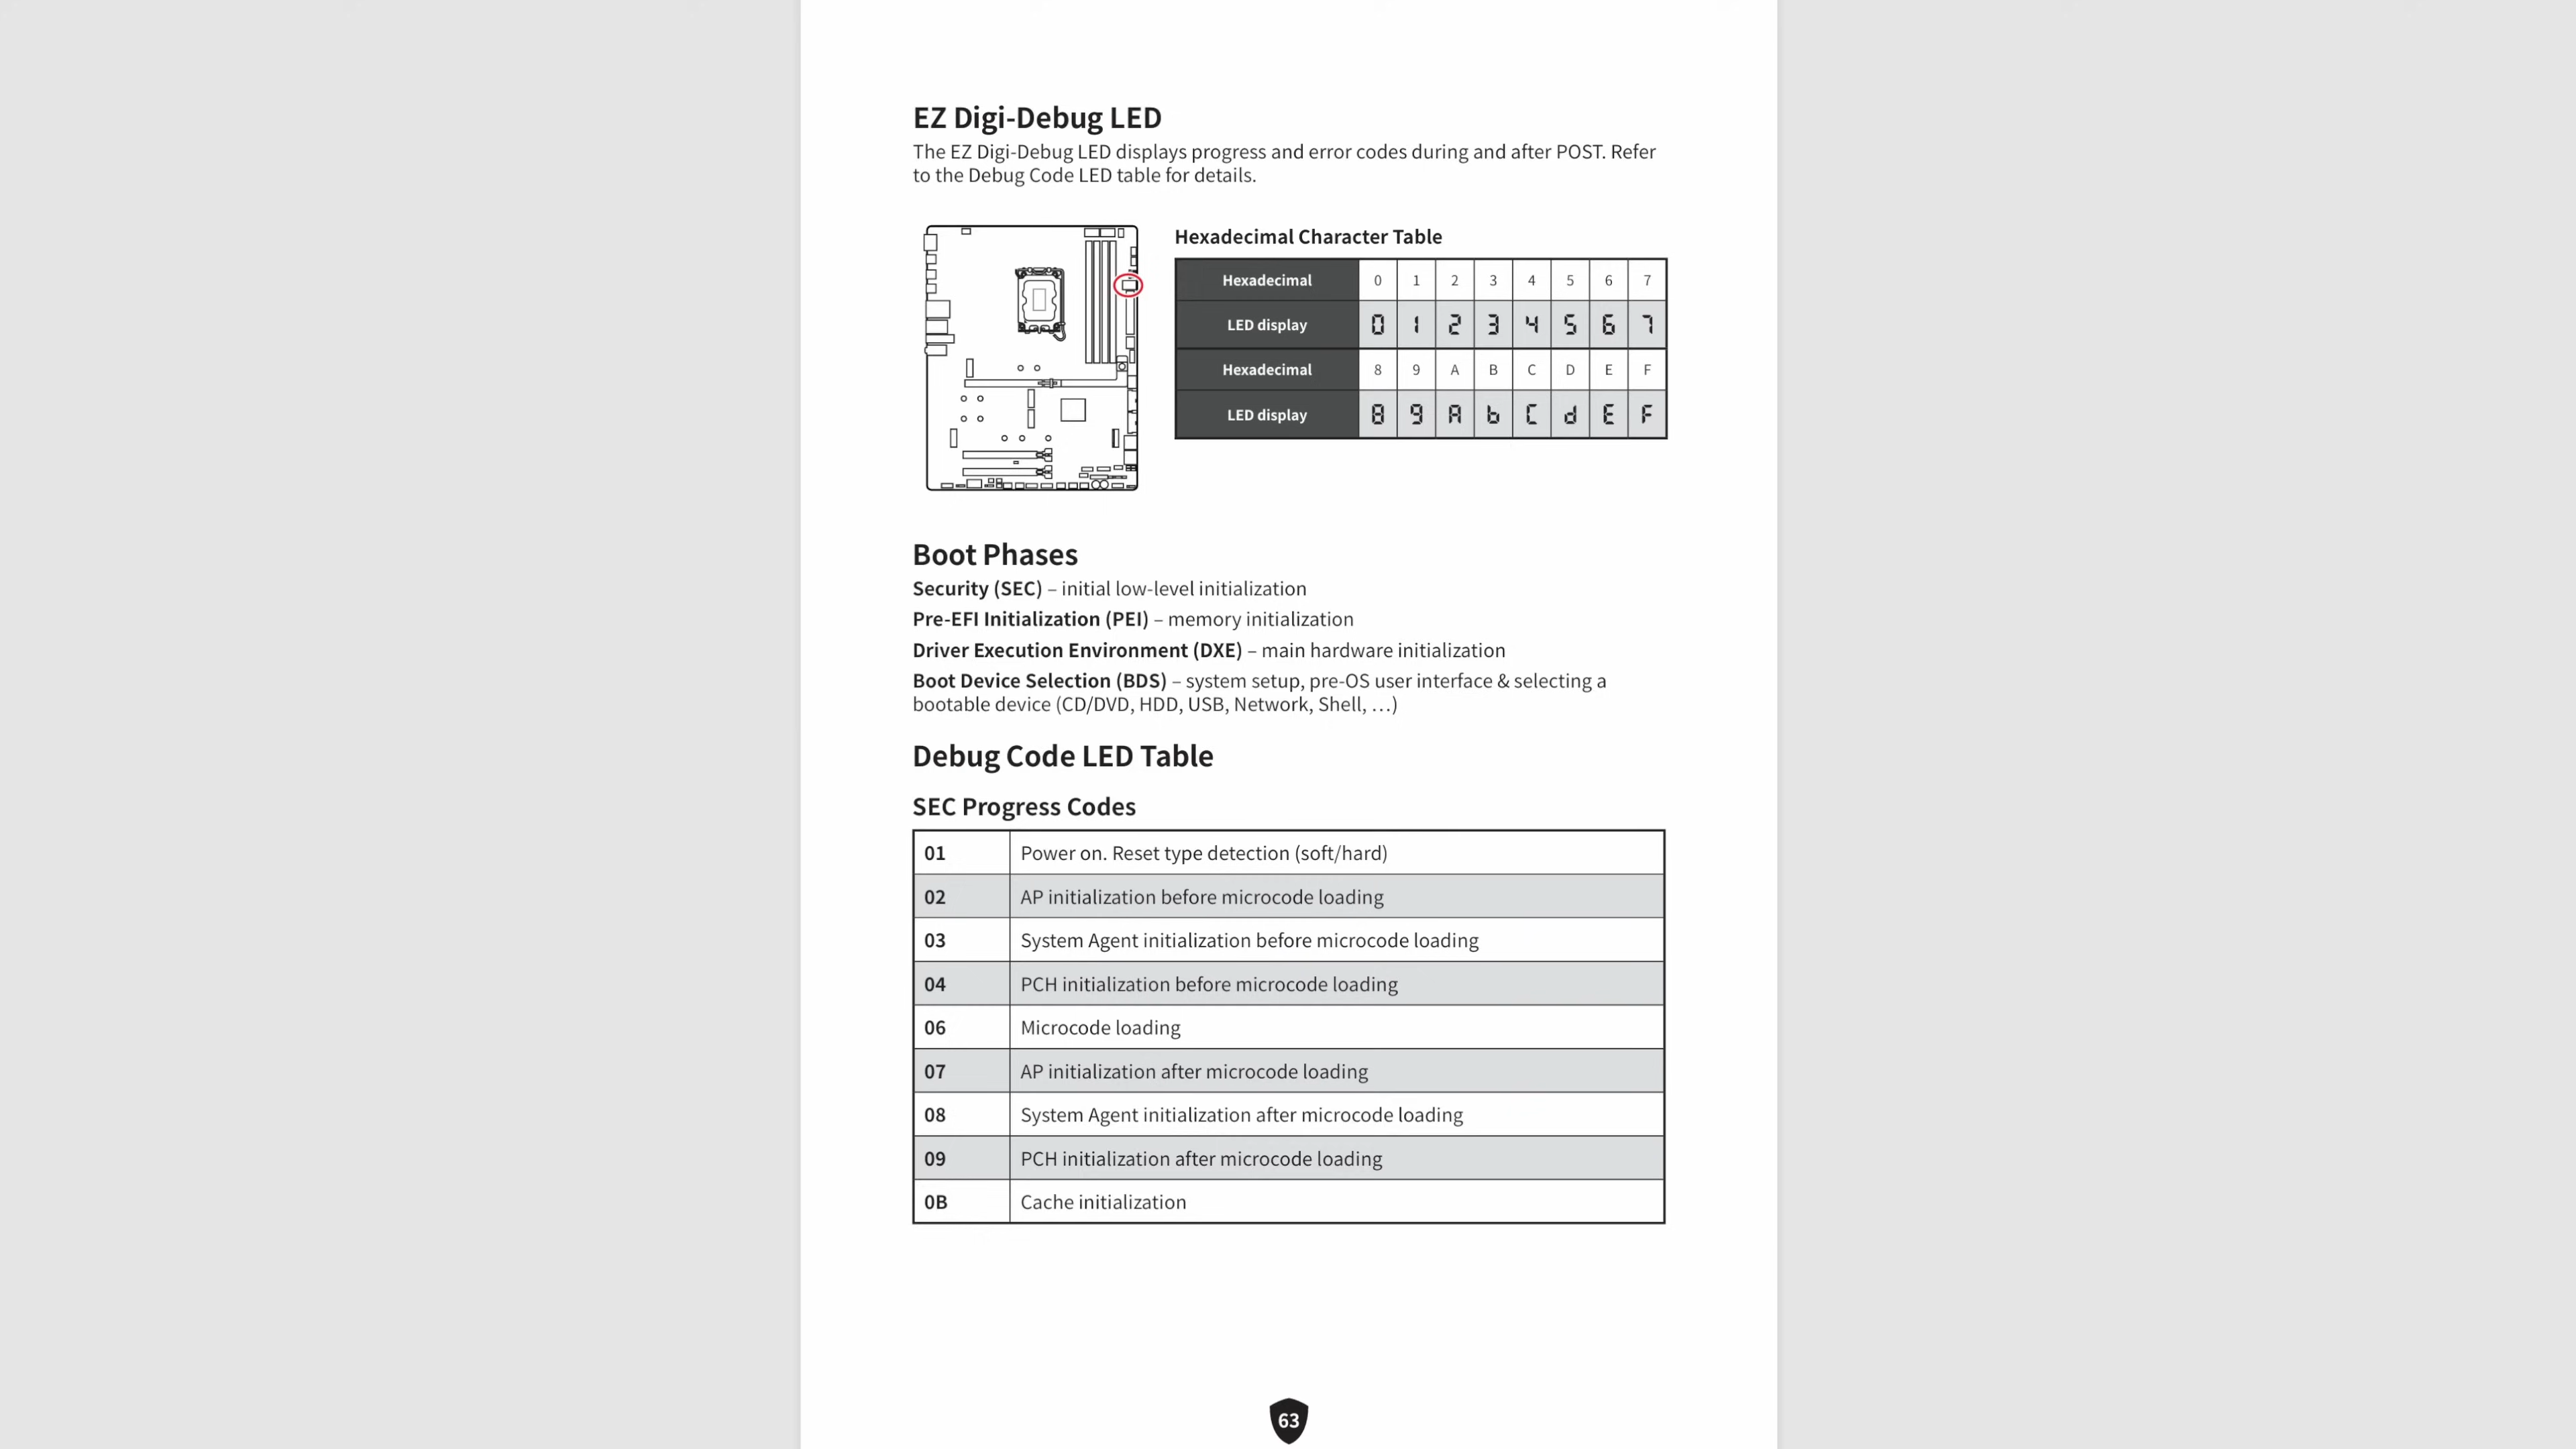 EZ Digi-Debug LED
The EZ Digi-Debug LED displays progress and error codes during and after POST. Refer
to the Debug Code LED table for details.
Hexadecimal Character Table
Hexadecimal 0 1 2 3 4 5 6 7
LED display 0 1 2 3 4 5 6 7
Hexadecimal 8 9 A B C D E F
LED display 8 9 A b C d E F
Boot Phases
Security (SEC) – initial low-level initialization
Pre-EFI Initialization (PEI) – memory initialization
Driver Execution Environment (DXE) – main hardware initialization
Boot Device Selection (BDS) – system setup, pre-OS user interface & selecting a
bootable device (CD/DVD, HDD, USB, Network, Shell, …)
Debug Code LED Table
SEC Progress Codes
01 Power on. Reset type detection (soft/hard)
02 AP initialization before microcode loading
03 System Agent initialization before microcode loading
04 PCH initialization before microcode loading
06 Microcode loading
07 AP initialization after microcode loading
08 System Agent initialization after microcode loading
09 PCH initialization after microcode loading
0B Cache initialization
63